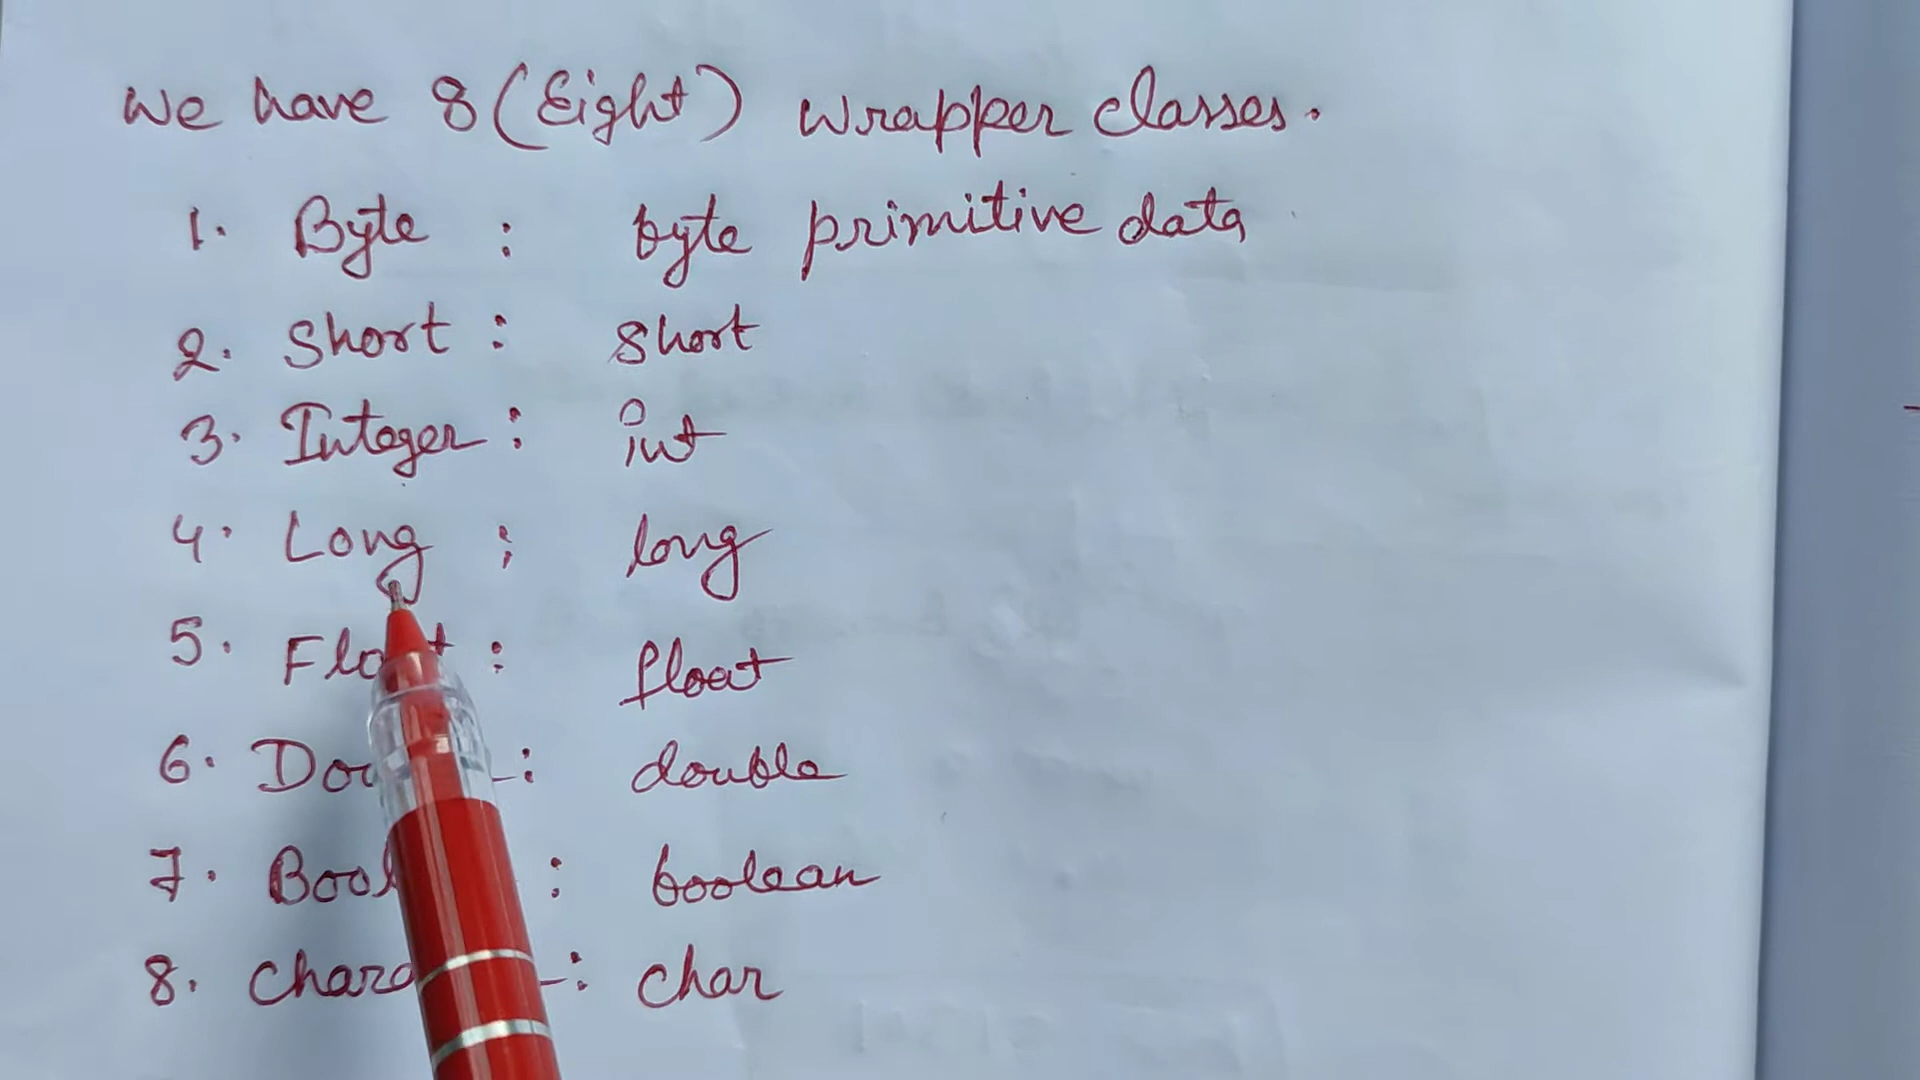 We have 8 (Eight) wrapper classes.
1. Byte : byte primitive data
2. Short : short
3. Integer : int
4. Long : long
5. Float : float
6. : double
7. : boolean
8. : char